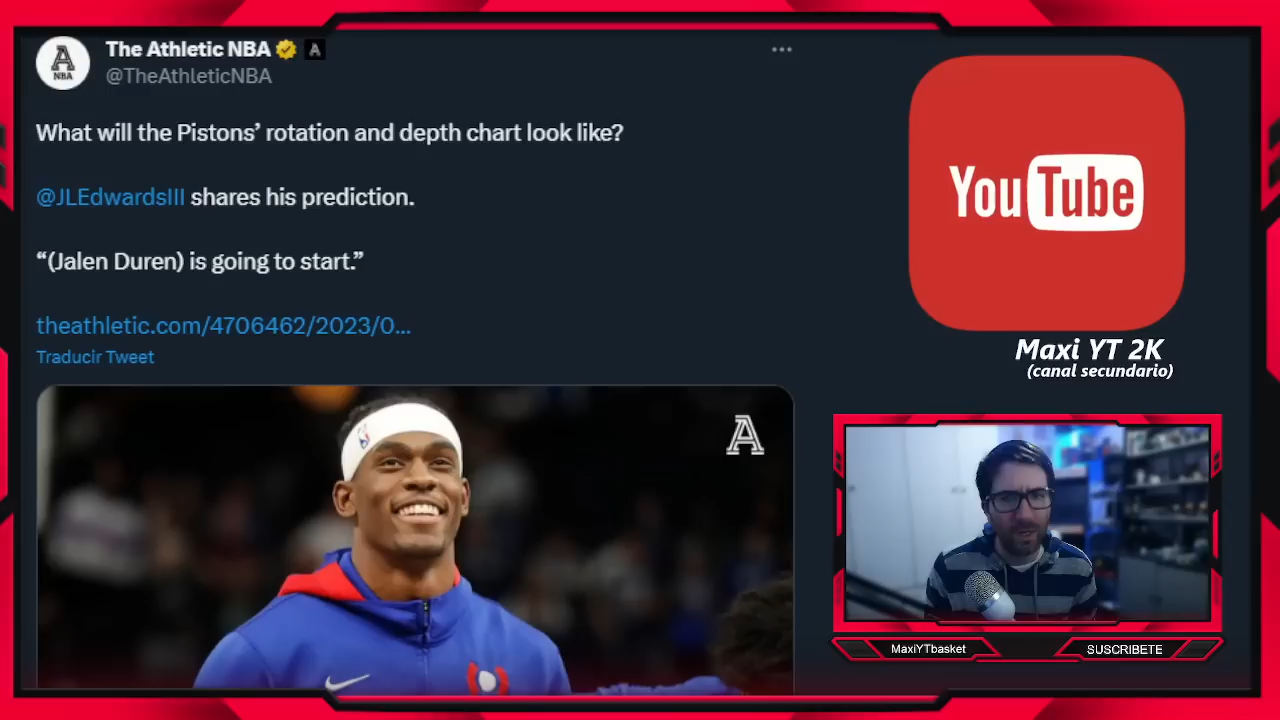 The Athletic NBA A
@TheAthleticNBA
A
NBA
What will the Pistons’ rotation and depth chart look like?
@JLEdwardsIII shares his prediction.
“(Jalen Duren) is going to start.”
theathletic.com/4706462/2023/0...
Traducir Tweet
A
YouTube
Maxi YT 2K
(canal secundario)
MaxiYTbasket
SUSCRIBETE